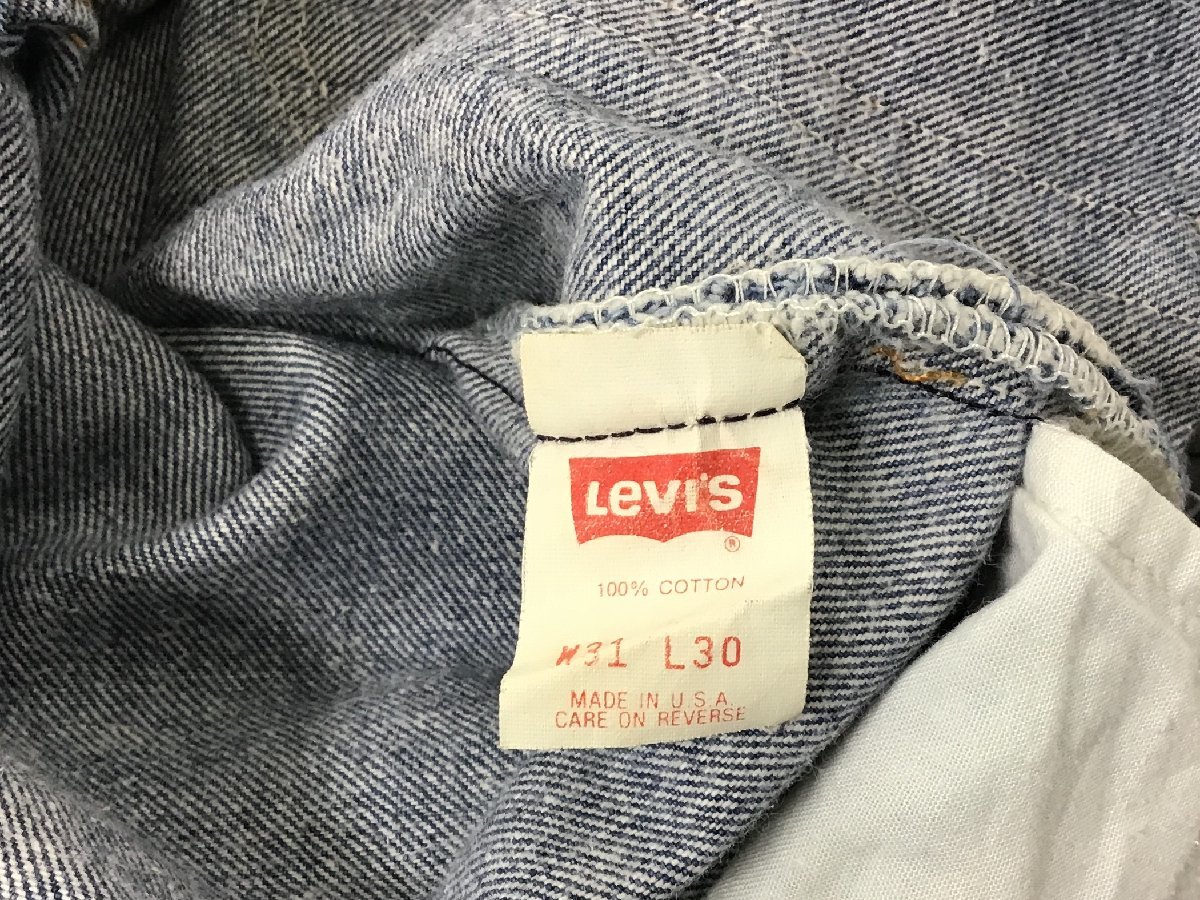 Levi's
®
100% COTTON
W31 L30
MADE IN U.S.A.
CARE ON REVERSE